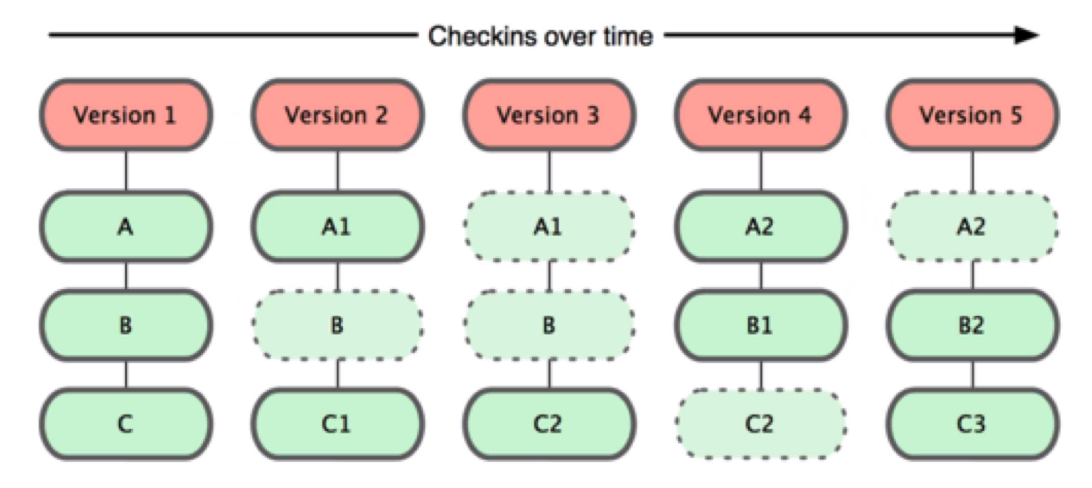 Checkins over time
Version 1 Version 2 Version 3 Version 4 Version 5
A A1 A1 A2 A2
B B B B1 B2
C C1 C2 C2 C3